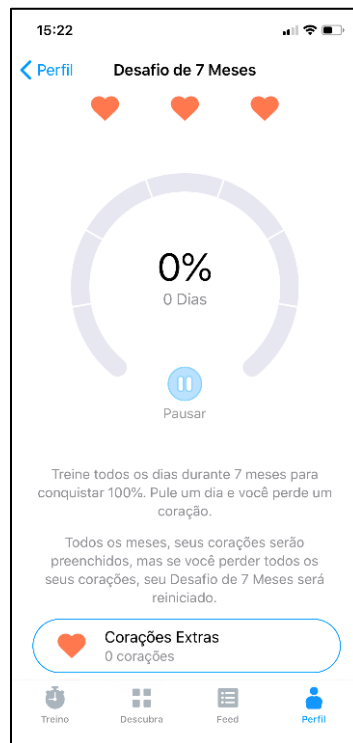 15:22
Perfil
Desafio de 7 Meses
0%
0 Dias
Pausar
Treine todos os dias durante 7 meses para
conquistar 100%. Pule um dia e você perde um
coração.
Todos os meses, seus corações serão
preenchidos, mas se você perder todos os
seus corações, seu Desafio de 7 Meses será
reiniciado.
Corações Extras
0 corações
Treino
Descubra
Feed
Perfil